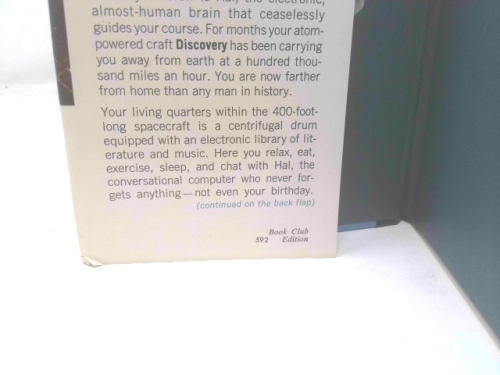 almost-human brain that ceaselessly
guides your course. For months your atom-
powered craft Discovery has been carrying
you away from earth at a hundred thou-
sand miles an hour. You are now farther
from home than any man in history.
Your living quarters within the 400-foot-
long spacecraft is a centrifugal drum
equipped with an electronic library of lit-
erature and music. Here you relax, eat,
exercise, sleep, and chat with Hal, the
conversational computer who never for-
gets anything—not even your birthday.
(continued on the back flap)
Book Club
592 Edition